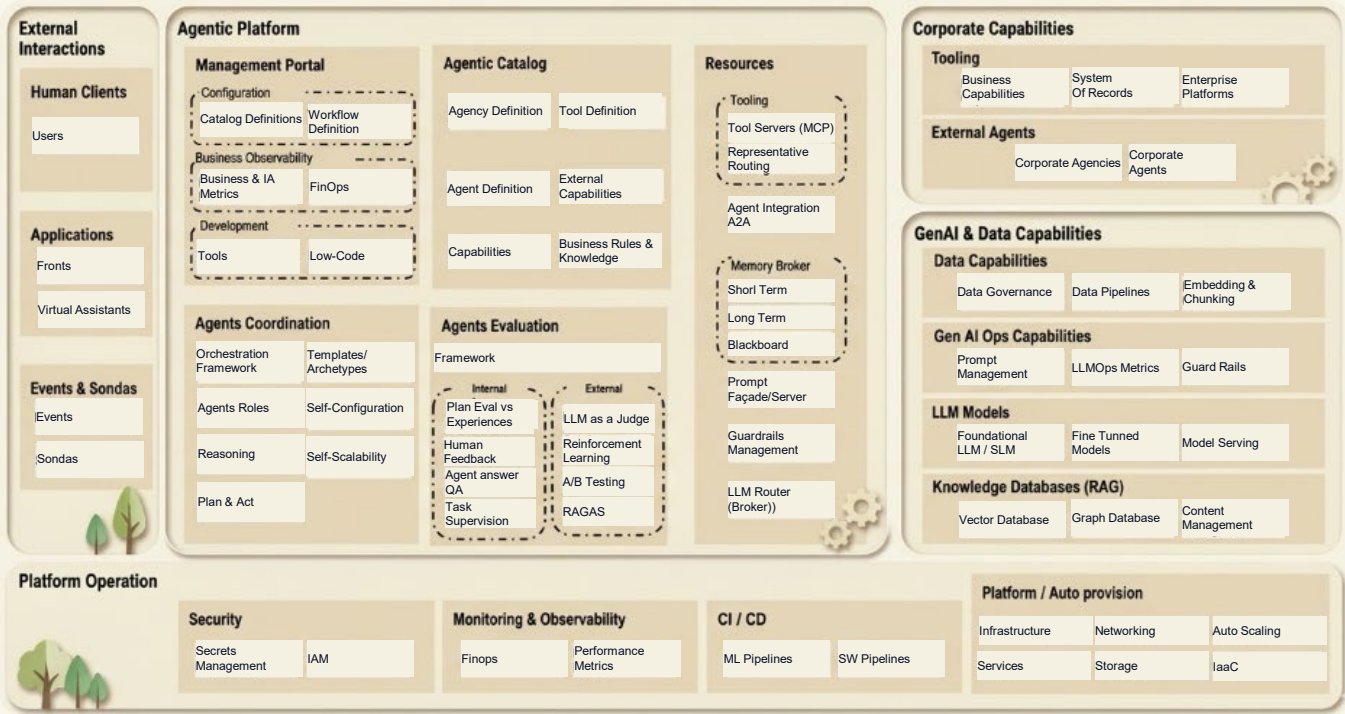 External
Interactions
Human Clients
Users
Applications
Fronts
Virtual Assistants
Events & Sondas
Events
Sondas
Agentic Platform
Management Portal
Configuration
Catalog Definitions
Workflow
Definition
Business Observability
Business & IA
Metrics
FinOps
Development
Tools
Low-Code
Agentic Catalog
Agency Definition
Tool Definition
Agent Definition
External
Capabilities
Capabilities
Business Rules &
Knowledge
Agents Coordination
Orchestration
Framework
Templates/
Archetypes
Agents Roles
Self-Configuration
Reasoning
Self-Scalability
Plan & Act
Agents Evaluation
Framework
Internal
Plan Eval vs
Experiences
Human
Feedback
Agent answer
QA
Task
Supervision
External
LLM as a Judge
Reinforcement
Learning
A/B Testing
RAGAS
Resources
Tooling
Tool Servers (MCP)
Representative
Routing
Agent Integration
A2A
Memory Broker
Shorl Term
Long Term
Blackboard
Prompt
Façade/Server
Guardrails
Management
LLM Router
(Broker))
Corporate Capabilities
Tooling
Business
Capabilities
System
Of Records
Enterprise
Platforms
External Agents
Corporate Agencies
Corporate
Agents
GenAI & Data Capabilities
Data Capabilities
Data Governance
Data Pipelines
Embedding &
Chunking
Gen AI Ops Capabilities
Prompt
Management
LLMOps Metrics
Guard Rails
LLM Models
Foundational
LLM / SLM
Fine Tunned
Models
Model Serving
Knowledge Databases (RAG)
Vector Database
Graph Database
Content
Management
Platform Operation
Security
Secrets
Management
IAM
Monitoring & Observability
Finops
Performance
Metrics
CI / CD
ML Pipelines
SW Pipelines
Platform / Auto provision
Infrastructure
Networking
Auto Scaling
Services
Storage
IaaC